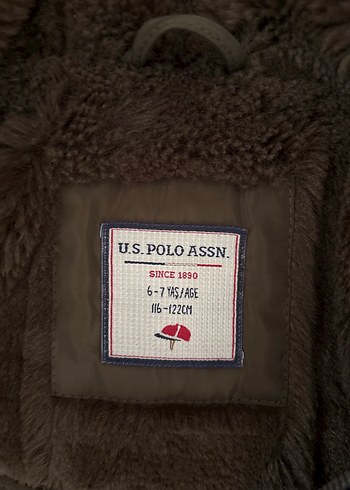 U.S. POLO ASSN.
SINCE 1890
6-7 YAŞ/AGE
116-122CM